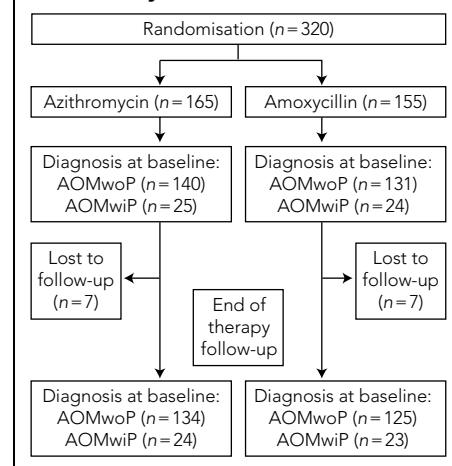 Randomisation (n=320)
Azithromycin (n=165)
Amoxycillin (n=155)
Diagnosis at baseline:
AOMwoP (n=140)
AOMwiP (n=25)
Diagnosis at baseline:
AOMwoP (n=131)
AOMwiP (n=24)
Lost to
follow-up
(n=7)
Lost to
follow-up
(n=7)
End of
therapy
follow-up
Diagnosis at baseline:
AOMwoP (n=134)
AOMwiP (n=24)
Diagnosis at baseline:
AOMwoP (n=125)
AOMwiP (n=23)